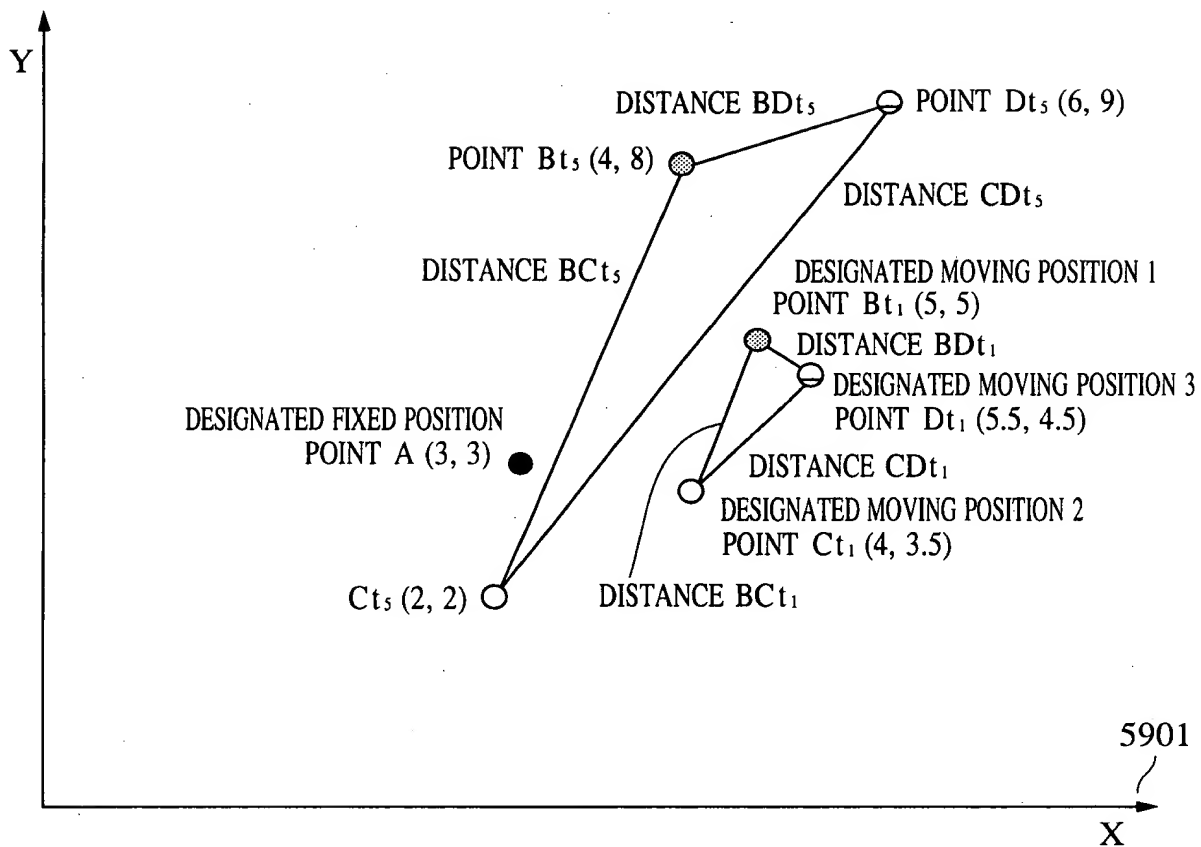 Y
DISTANCE BDt5
POINT Dt5 (6, 9)
POINT Bt5 (4, 8)
DISTANCE CDt5
DISTANCE BCt5
DESIGNATED MOVING POSITION 1
POINT Bt1 (5, 5)
DISTANCE BDt1
DESIGNATED MOVING POSITION 3
POINT Dt1 (5.5, 4.5)
DESIGNATED FIXED POSITION
POINT A (3, 3)
DISTANCE CDt1
DESIGNATED MOVING POSITION 2
POINT Ct1 (4, 3.5)
Ct5 (2, 2)
DISTANCE BCt1
5901
X